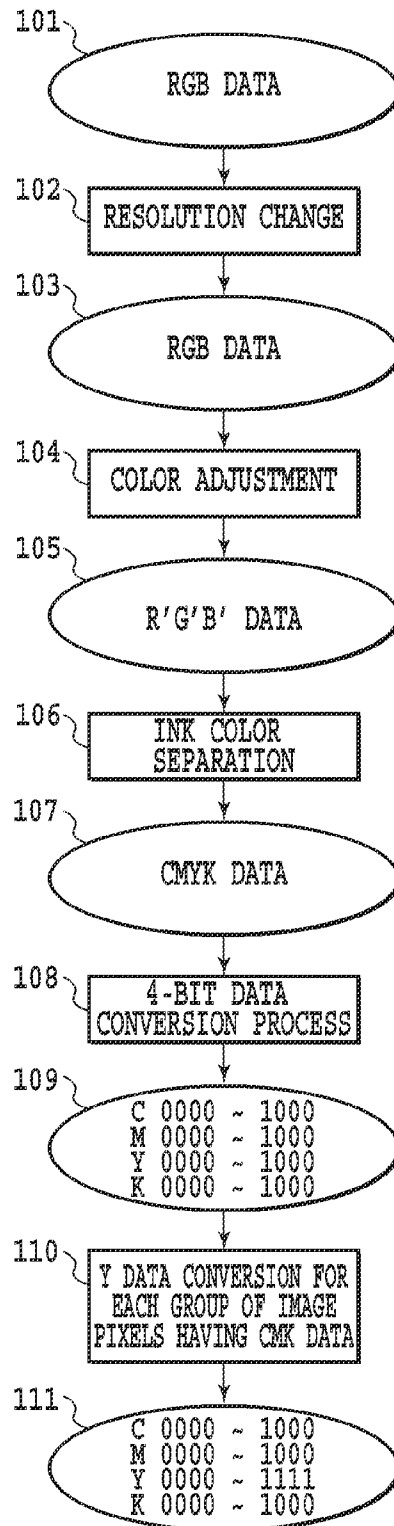 101
RGB DATA
102
RESOLUTION CHANGE
103
RGB DATA
104
COLOR ADJUSTMENT
105
R'G'B' DATA
106
INK COLOR
SEPARATION
107
CMYK DATA
108
4-BIT DATA
CONVERSION PROCESS
109
C 0000 ~ 1000
M 0000 ~ 1000
Y 0000 ~ 1000
K 0000 ~ 1000
110
Y DATA CONVERSION FOR
EACH GROUP OF IMAGE
PIXELS HAVING CMK DATA
111
C 0000 ~ 1000
M 0000 ~ 1000
Y 0000 ~ 1111
K 0000 ~ 1000